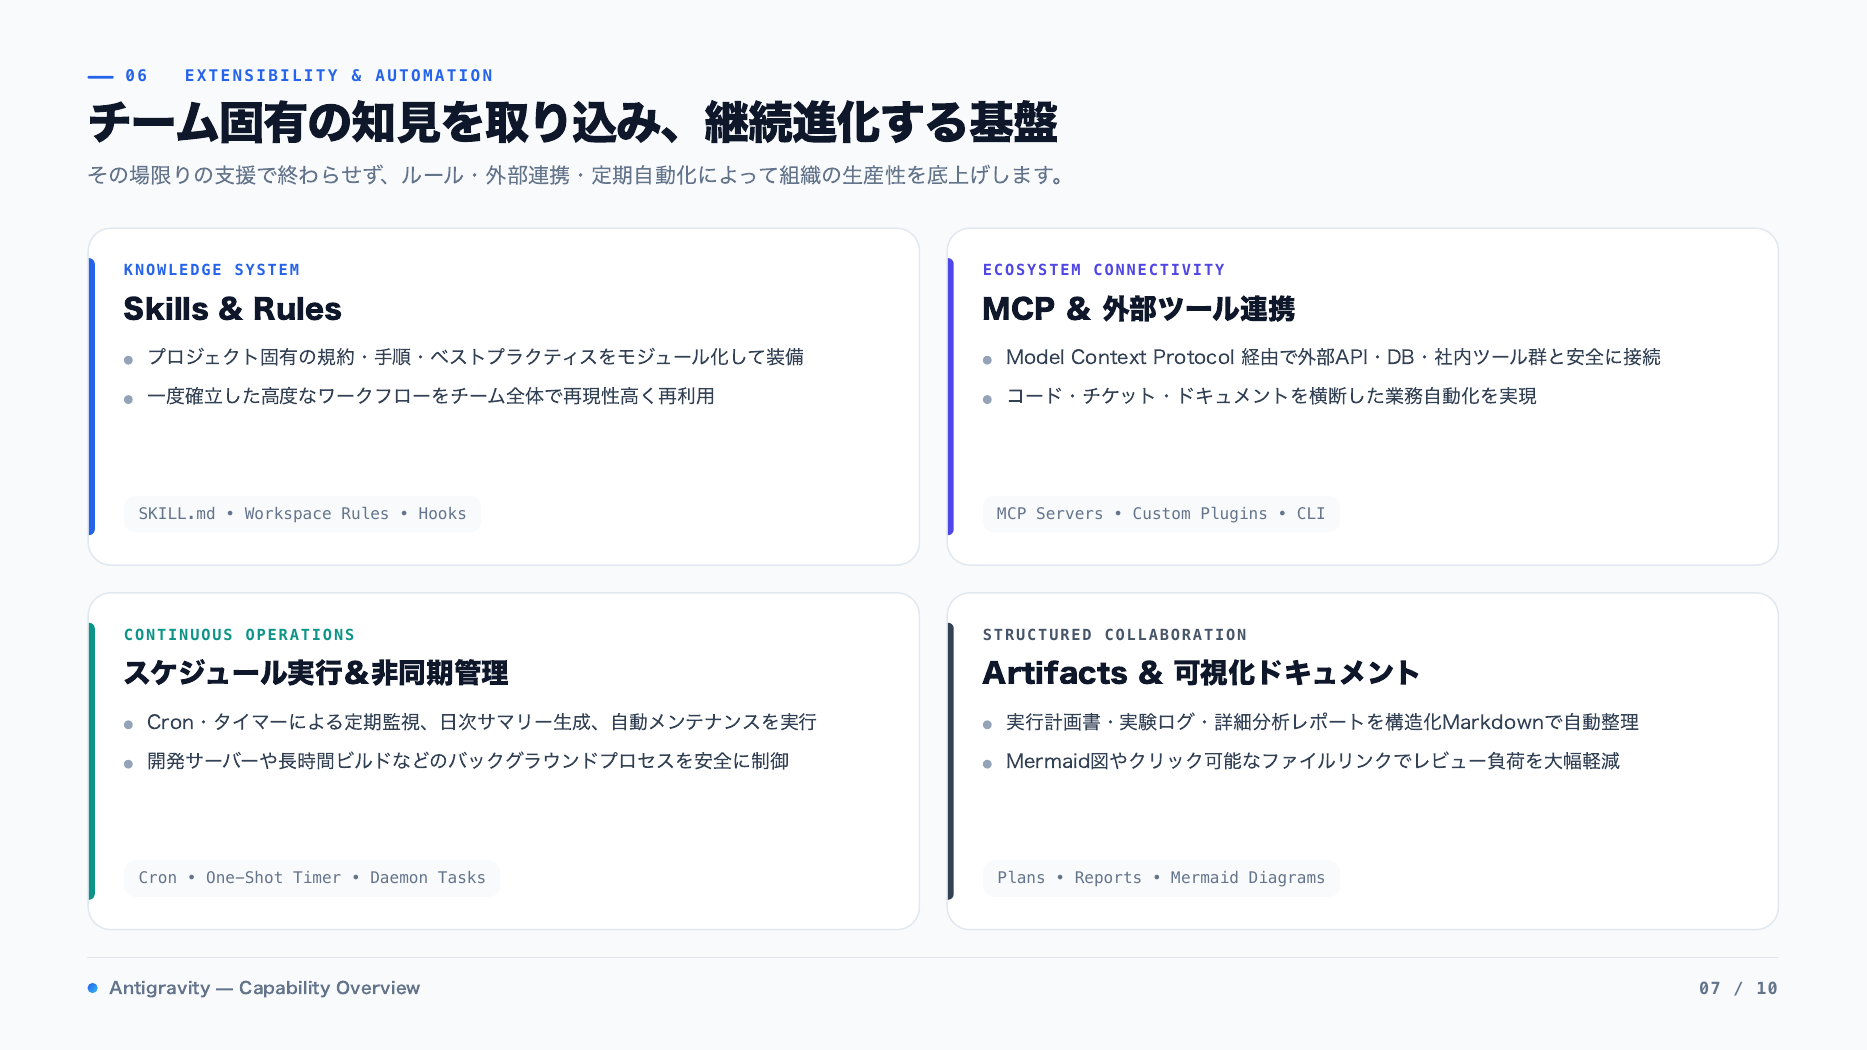 06 EXTENSIBILITY & AUTOMATION
チーム固有の知見を取り込み、継続進化する基盤
その場限りの支援で終わらせず、ルール・外部連携・定期自動化によって組織の生産性を底上げします。
KNOWLEDGE SYSTEM
Skills & Rules
プロジェクト固有の規約・手順・ベストプラクティスをモジュール化して装備
一度確立した高度なワークフローをチーム全体で再現性高く再利用
SKILL.md • Workspace Rules • Hooks
ECOSYSTEM CONNECTIVITY
MCP & 外部ツール連携
Model Context Protocol 経由で外部API・DB・社内ツール群と安全に接続
コード・チケット・ドキュメントを横断した業務自動化を実現
MCP Servers • Custom Plugins • CLI
CONTINUOUS OPERATIONS
スケジュール実行＆非同期管理
Cron・タイマーによる定期監視、日次サマリー生成、自動メンテナンスを実行
開発サーバーや長時間ビルドなどのバックグラウンドプロセスを安全に制御
Cron • One-Shot Timer • Daemon Tasks
STRUCTURED COLLABORATION
Artifacts & 可視化ドキュメント
実行計画書・実験ログ・詳細分析レポートを構造化Markdownで自動整理
Mermaid図やクリック可能なファイルリンクでレビュー負荷を大幅軽減
Plans • Reports • Mermaid Diagrams
Antigravity — Capability Overview
07 / 10